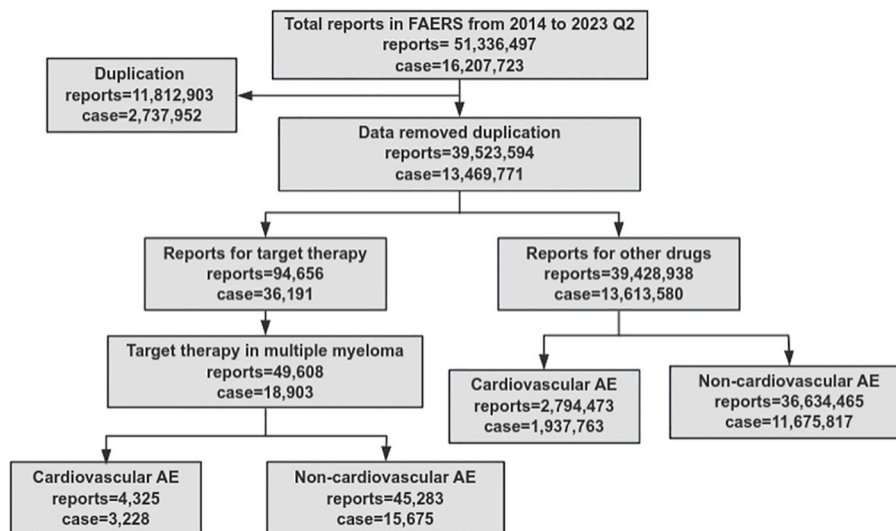 Total reports in FAERS from 2014 to 2023 Q2
reports= 51,336,497
case=16,207,723
Duplication
reports=11,812,903
case=2,737,952
Data removed duplication
reports=39,523,594
case=13,469,771
Reports for target therapy
reports=94,656
case=36,191
Reports for other drugs
reports=39,428,938
case=13,613,580
Target therapy in multiple myeloma
reports=49,608
case=18,903
Cardiovascular AE
reports=2,794,473
case=1,937,763
Non-cardiovascular AE
reports=36,634,465
case=11,675,817
Cardiovascular AE
reports=4,325
case=3,228
Non-cardiovascular AE
reports=45,283
case=15,675